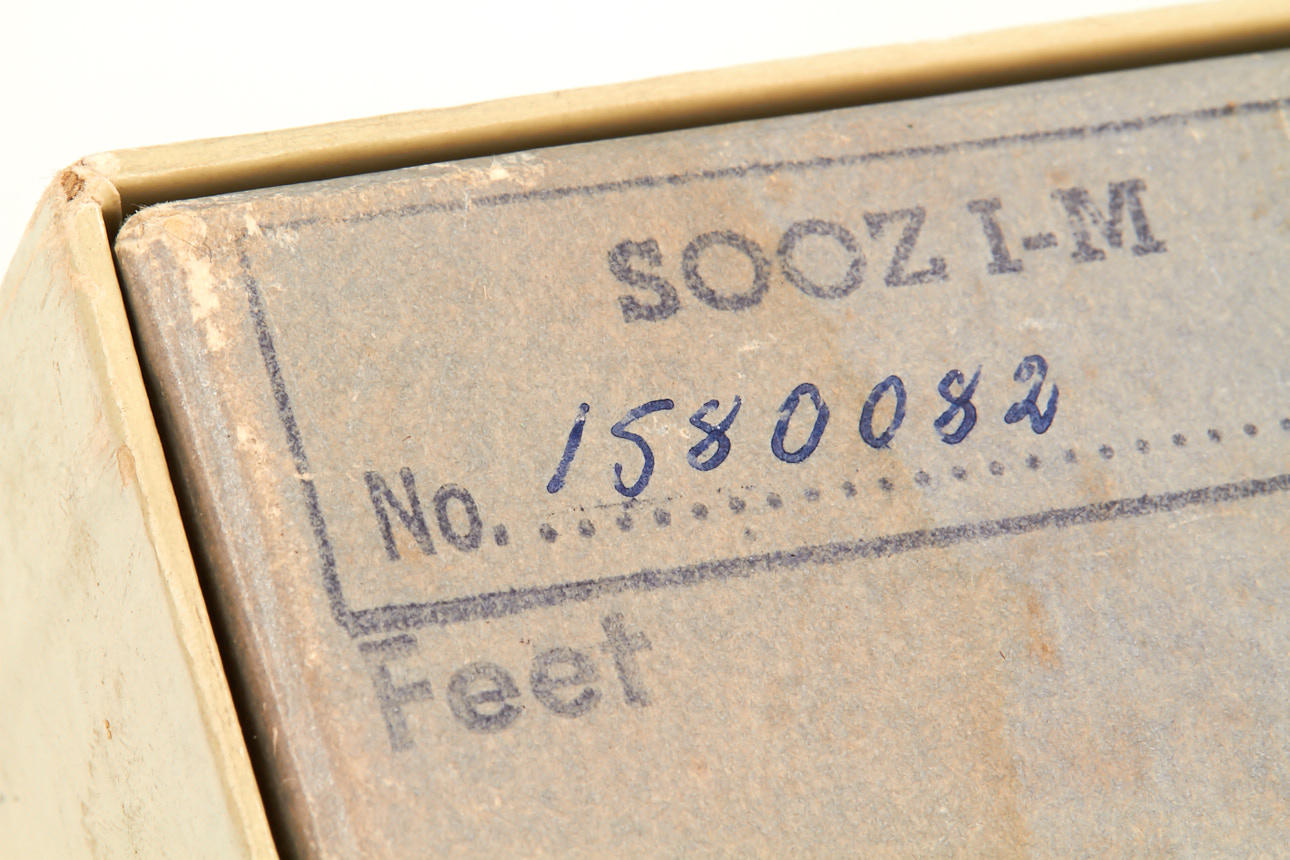 SOOZ I-M
No. 1580082
Feet